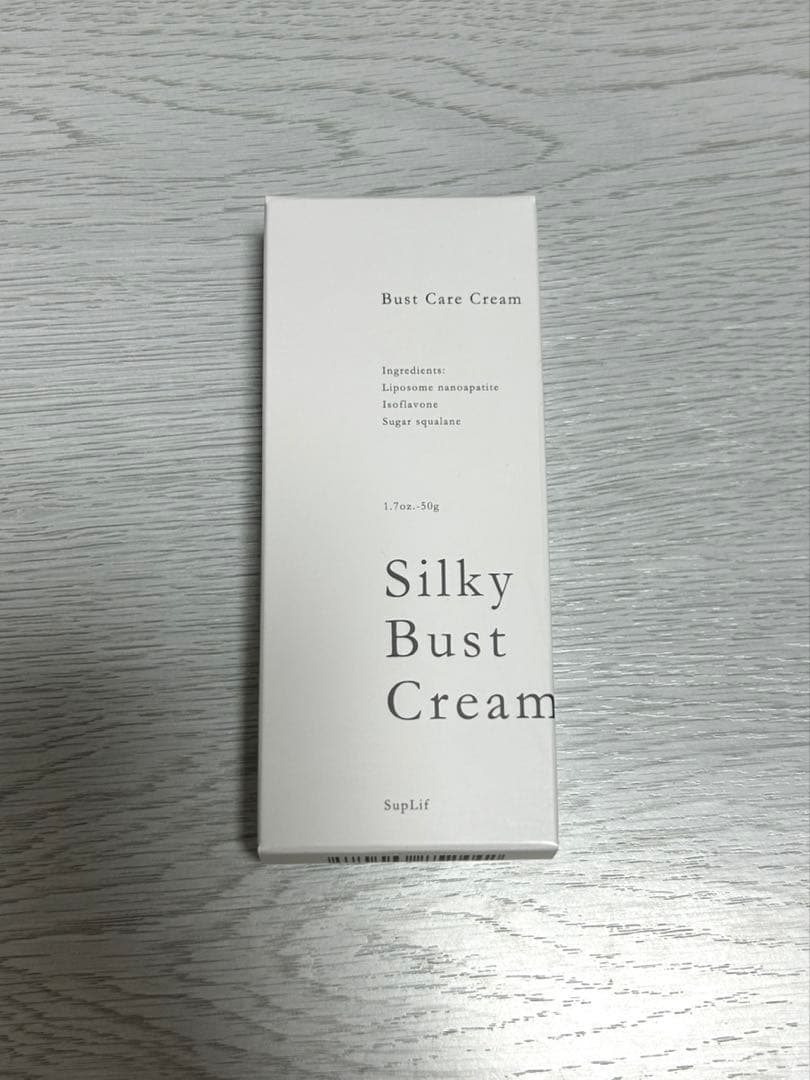 Bust Care Cream
Ingredients:
Liposome nanoapatite
Isoflavone
Sugar squalane
1.7oz.-50g
Silky
Bust
Cream
SupLif